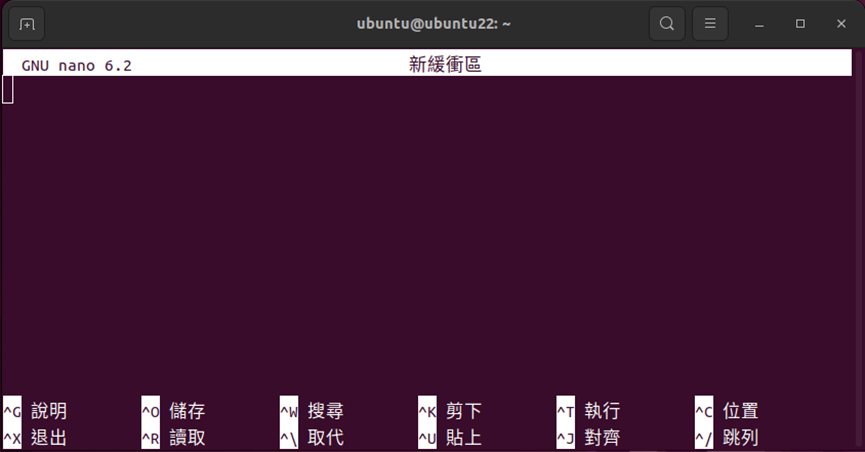 ubuntu@ubuntu22: ~
GNU nano 6.2 新緩衝區
^G 說明 ^O 儲存 ^W 搜尋 ^K 剪下 ^T 執行 ^C 位置
^X 退出 ^R 讀取 ^\ 取代 ^U 貼上 ^J 對齊 ^/ 跳列